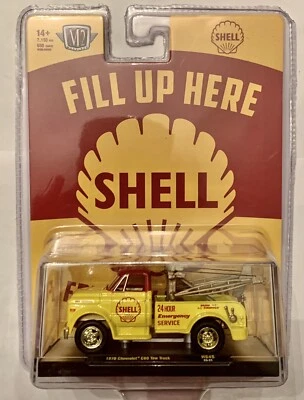 14+
M2
SHELL
FILL UP HERE
SHELL
SHELL
24 HOUR
Emergency
SERVICE
1970 Chevrolet C60 Tow Truck